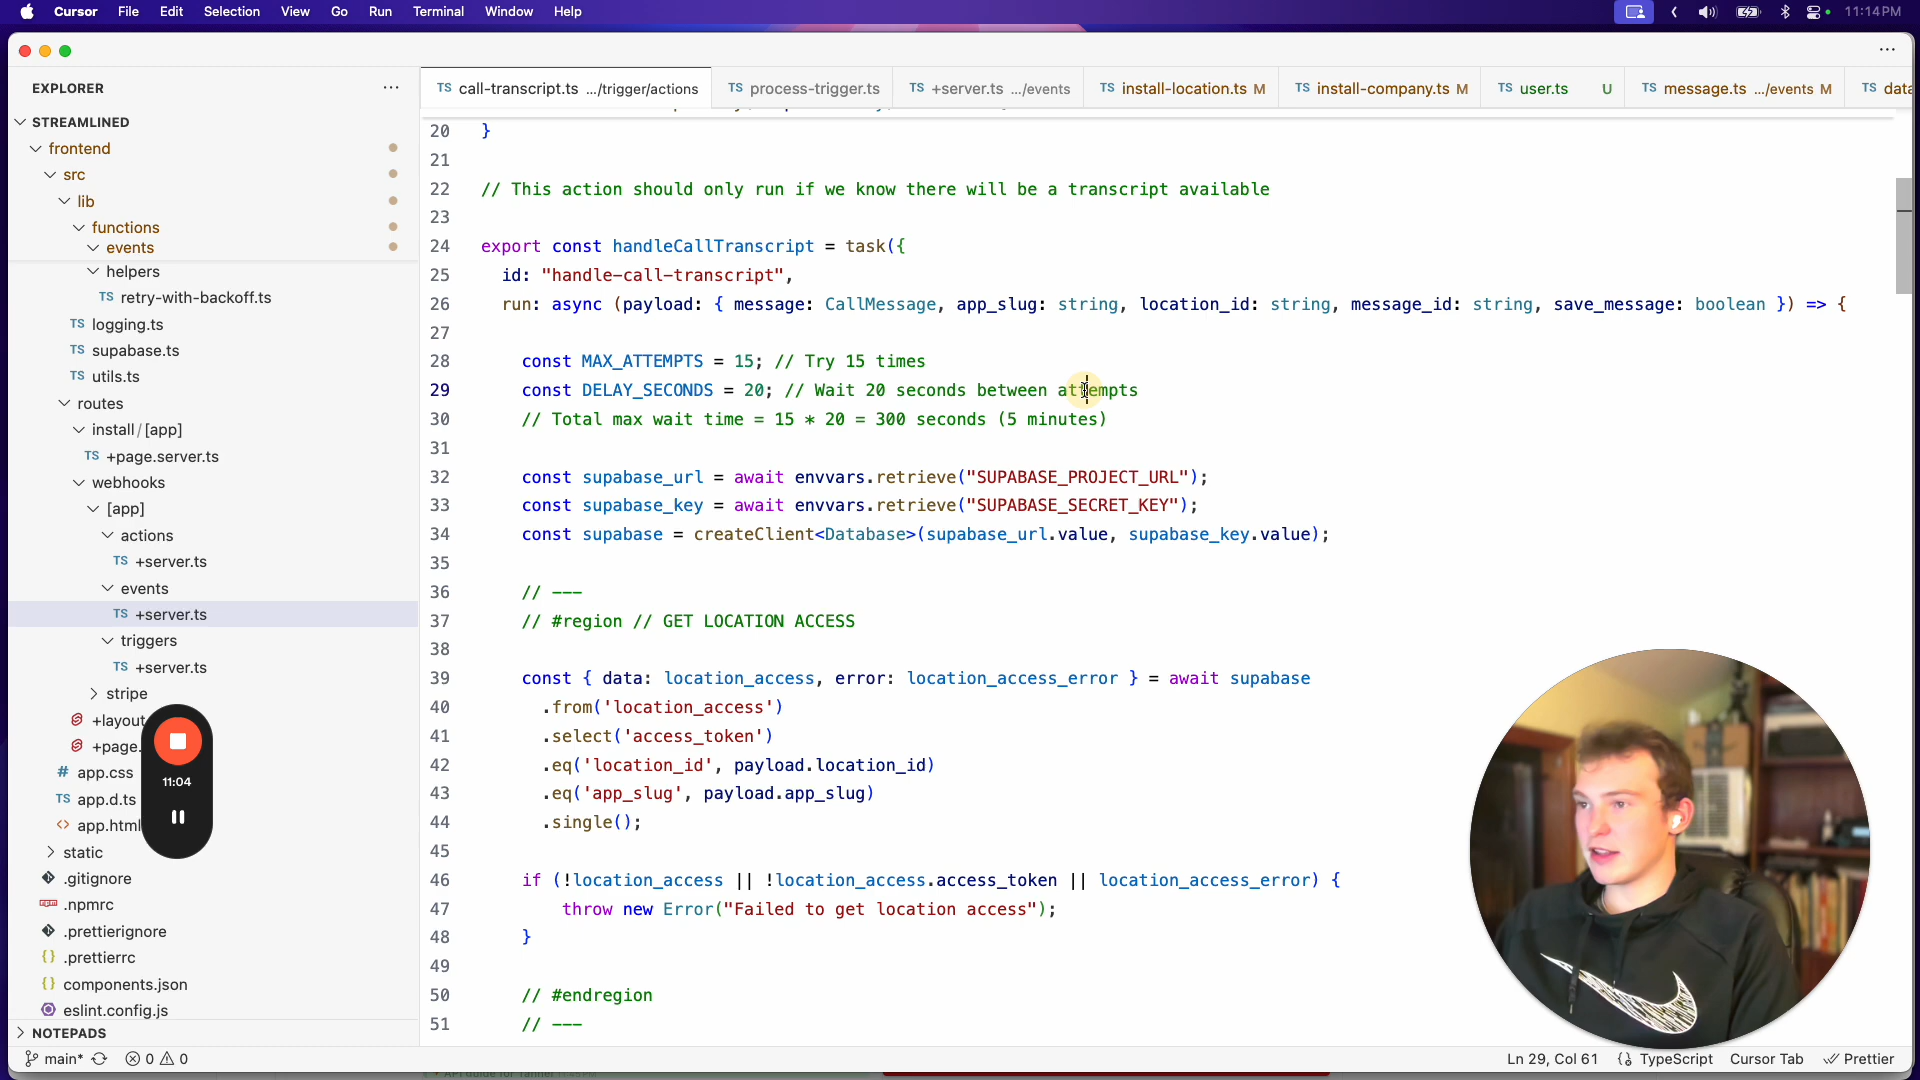 Cursor File Edit Selection View Go Run Terminal Window Help 11:14PM
EXPLORER
STREAMLINED
frontend
src
lib
functions
events
helpers
TS retry-with-backoff.ts
TS logging.ts
TS supabase.ts
TS utils.ts
routes
install / [app]
TS +page.server.ts
webhooks
[app]
actions
TS +server.ts
events
TS +server.ts
triggers
TS +server.ts
stripe
+layout
+page.
# app.css
TS app.d.ts
<> app.html
static
.gitignore
.npmrc
.prettierignore
{} .prettierrc
{} components.json
eslint.config.js
NOTEPADS
11:04
TS call-transcript.ts .../trigger/actions TS process-trigger.ts TS +server.ts .../events TS install-location.ts M TS install-company.ts M TS user.ts U TS message.ts .../events M TS data
20 }
21
22 // This action should only run if we know there will be a transcript available
23
24 export const handleCallTranscript = task({
25 id: "handle-call-transcript",
26 run: async (payload: { message: CallMessage, app_slug: string, location_id: string, message_id: string, save_message: boolean }) => {
27
28 const MAX_ATTEMPTS = 15; // Try 15 times
29 const DELAY_SECONDS = 20; // Wait 20 seconds between attempts
30 // Total max wait time = 15 * 20 = 300 seconds (5 minutes)
31
32 const supabase_url = await envvars.retrieve("SUPABASE_PROJECT_URL");
33 const supabase_key = await envvars.retrieve("SUPABASE_SECRET_KEY");
34 const supabase = createClient<Database>(supabase_url.value, supabase_key.value);
35
36 // ---
37 // #region // GET LOCATION ACCESS
38
39 const { data: location_access, error: location_access_error } = await supabase
40 .from('location_access')
41 .select('access_token')
42 .eq('location_id', payload.location_id)
43 .eq('app_slug', payload.app_slug)
44 .single();
45
46 if (!location_access || !location_access.access_token || location_access_error) {
47 throw new Error("Failed to get location access");
48 }
49
50 // #endregion
51 // ---
main* 0 0 Ln 29, Col 61 {} TypeScript Cursor Tab Prettier